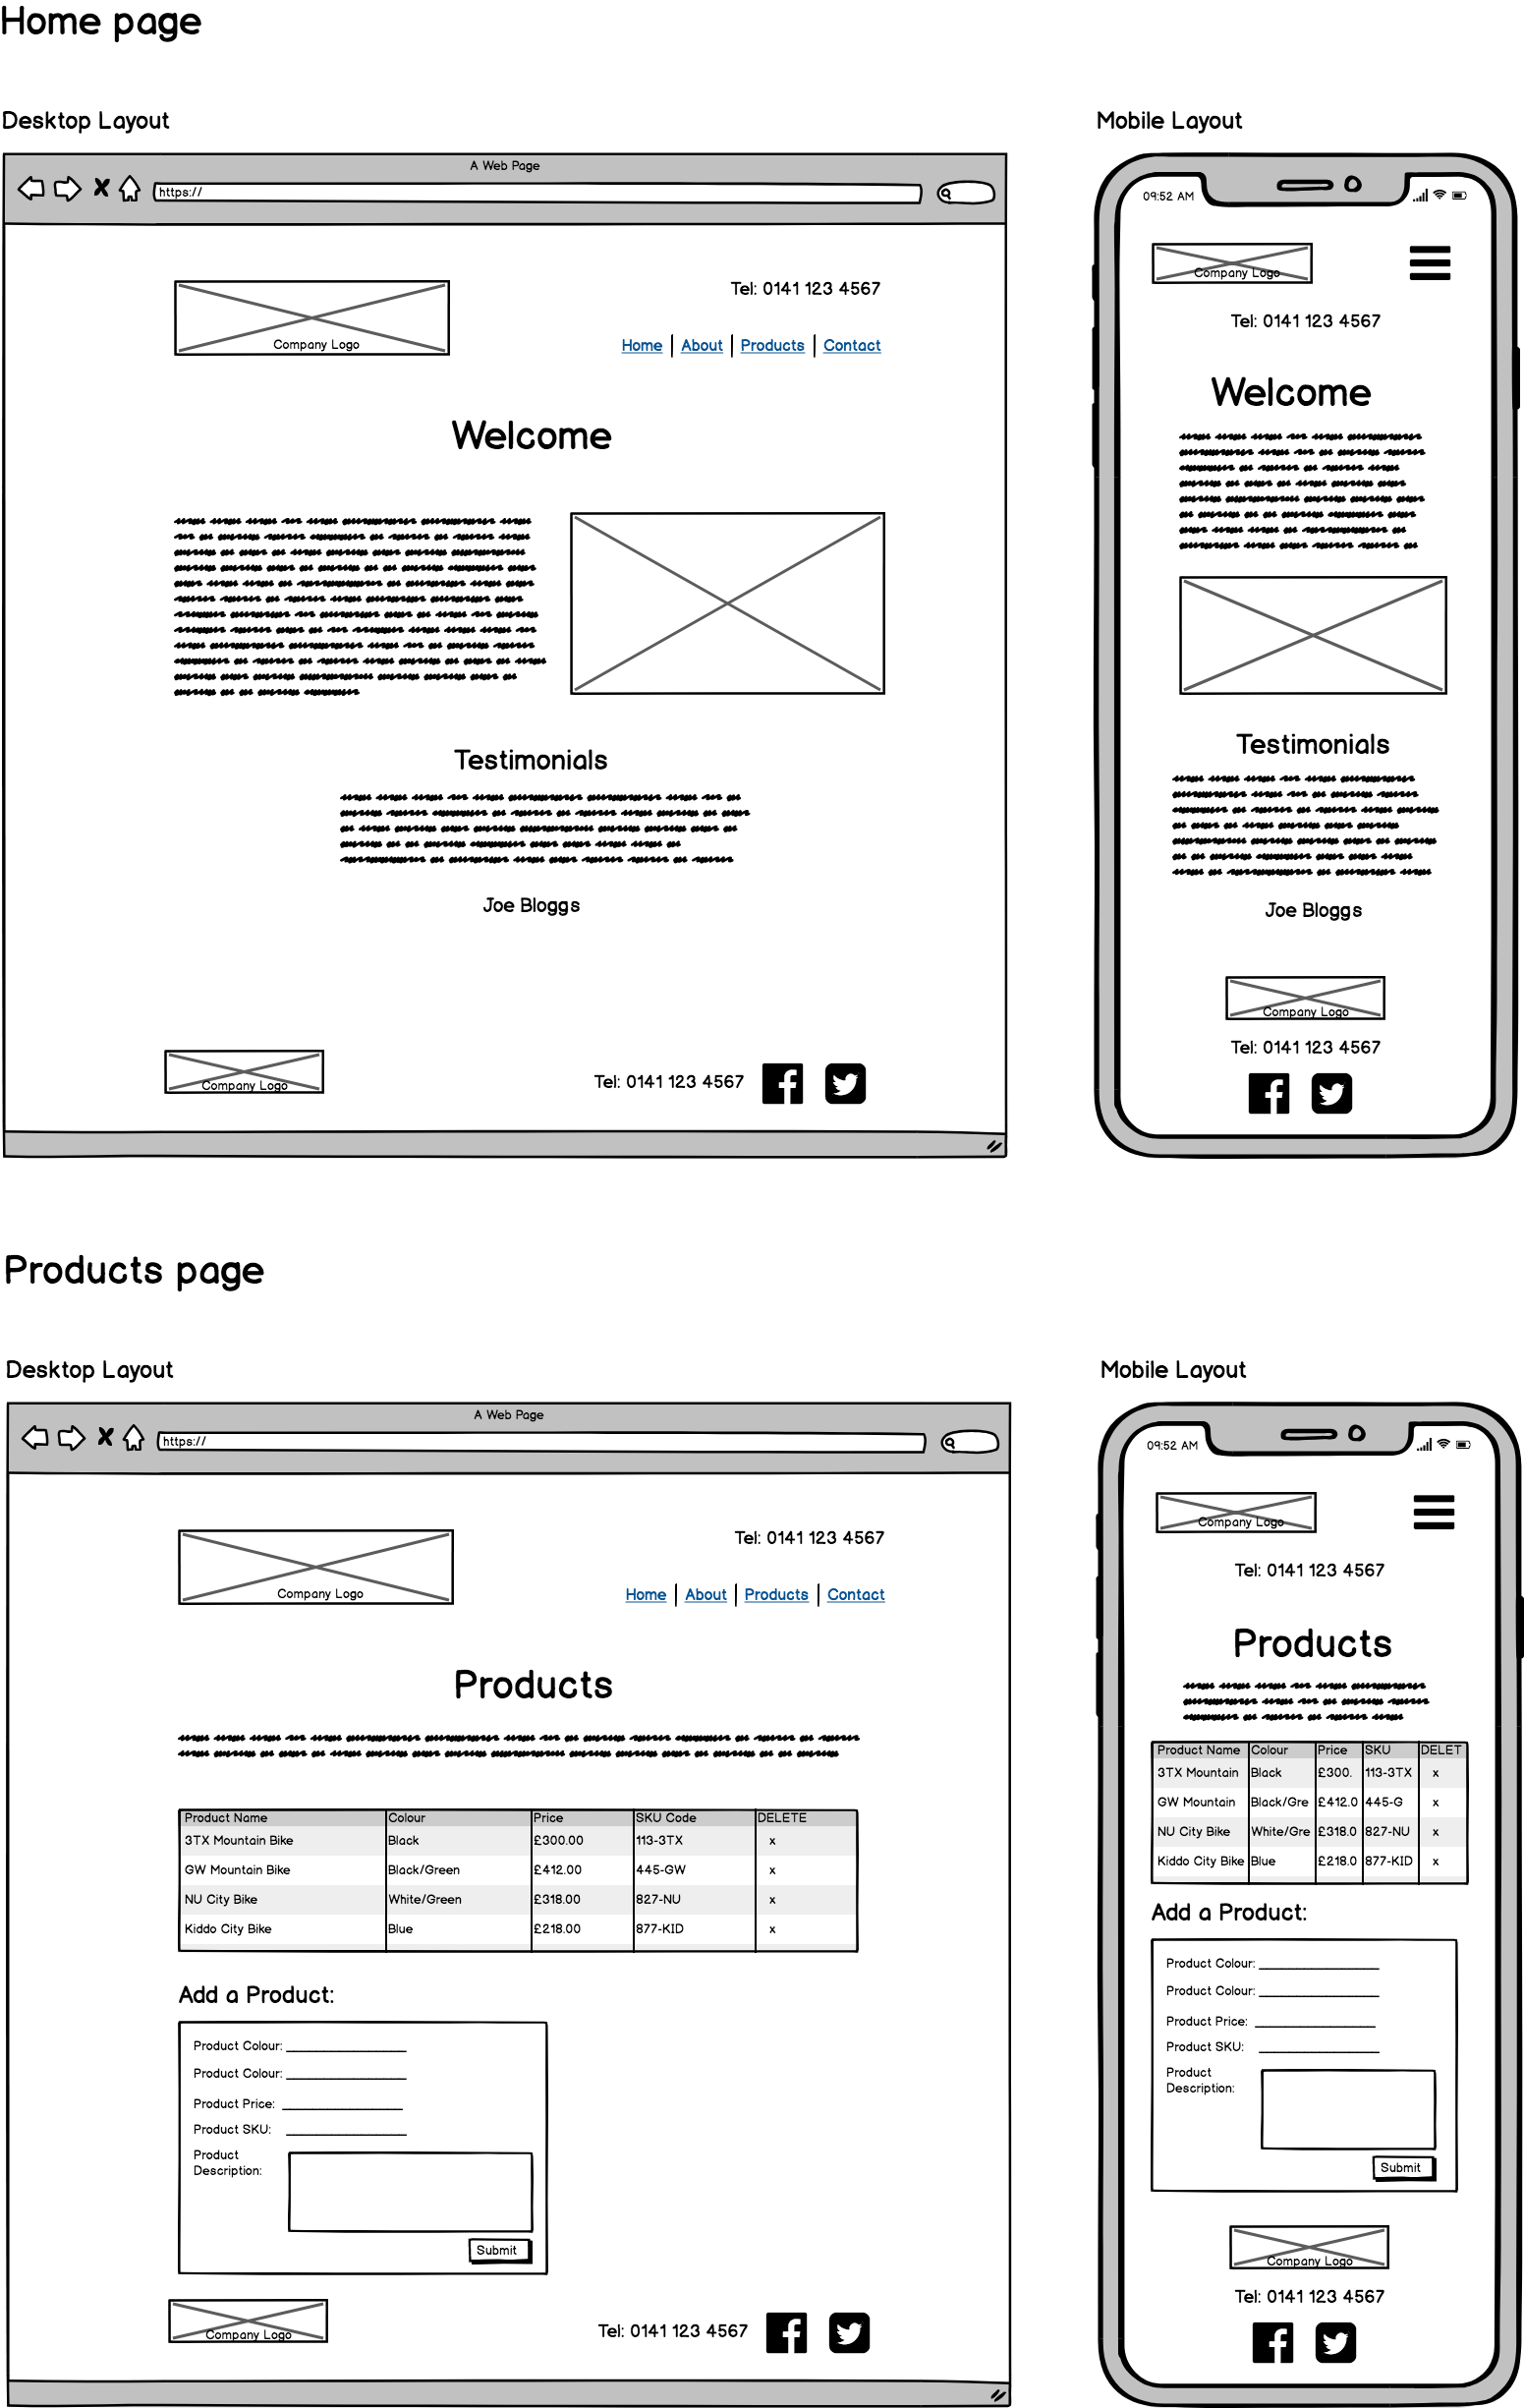 Home page
Desktop Layout
A Web Page
https://
Company Logo
Tel: 0141 123 4567
Home | About | Products | Contact
Welcome
Testimonials
Joe Bloggs
Company Logo
Tel: 0141 123 4567
Mobile Layout
09:52 AM
Company Logo
Tel: 0141 123 4567
Welcome
Testimonials
Joe Bloggs
Company Logo
Tel: 0141 123 4567
Products page
Desktop Layout
A Web Page
https://
Company Logo
Tel: 0141 123 4567
Home | About | Products | Contact
Products
Product Name Colour Price SKU Code DELETE
3TX Mountain Bike Black £300.00 113-3TX x
GW Mountain Bike Black/Green £412.00 445-GW x
NU City Bike White/Green £318.00 827-NU x
Kiddo City Bike Blue £218.00 877-KID x
Add a Product:
Product Colour:
Product Colour:
Product Price:
Product SKU:
Product
Description:
Submit
Company Logo
Tel: 0141 123 4567
Mobile Layout
09:52 AM
Company Logo
Tel: 0141 123 4567
Products
Product Name Colour Price SKU DELET
3TX Mountain Black £300. 113-3TX x
GW Mountain Black/Gre £412.0 445-G x
NU City Bike White/Gre £318.0 827-NU x
Kiddo City Bike Blue £218.0 877-KID x
Add a Product:
Product Colour:
Product Colour:
Product Price:
Product SKU:
Product
Description:
Submit
Company Logo
Tel: 0141 123 4567